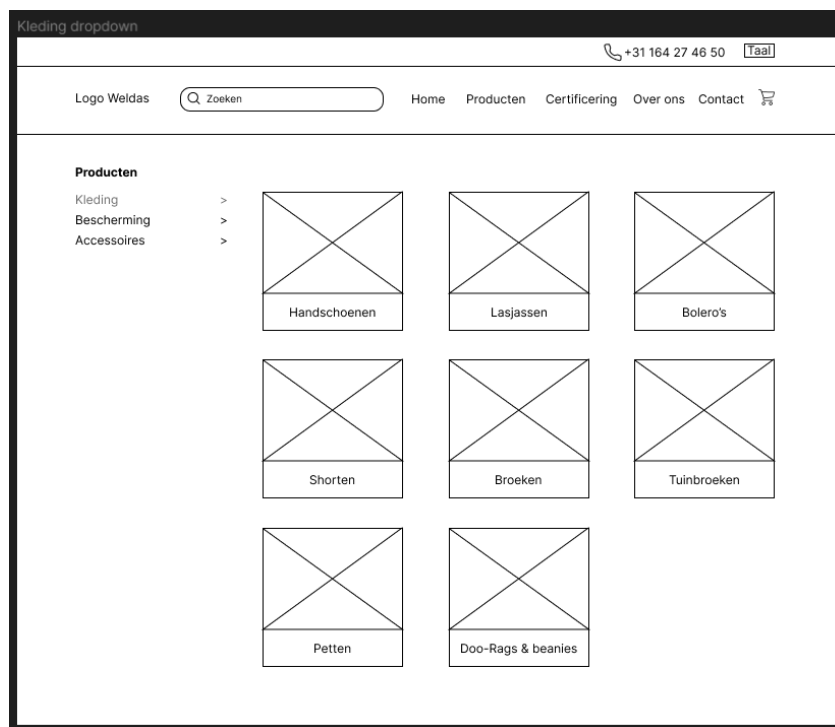 Kleding dropdown
+31 164 27 46 50 Taal
Logo Weldas Zoeken Home Producten Certificering Over ons Contact
Producten
Kleding >
Bescherming >
Accessoires >
Handschoenen Lasjassen Bolero's
Shorten Broeken Tuinbroeken
Petten Doo-Rags & beanies